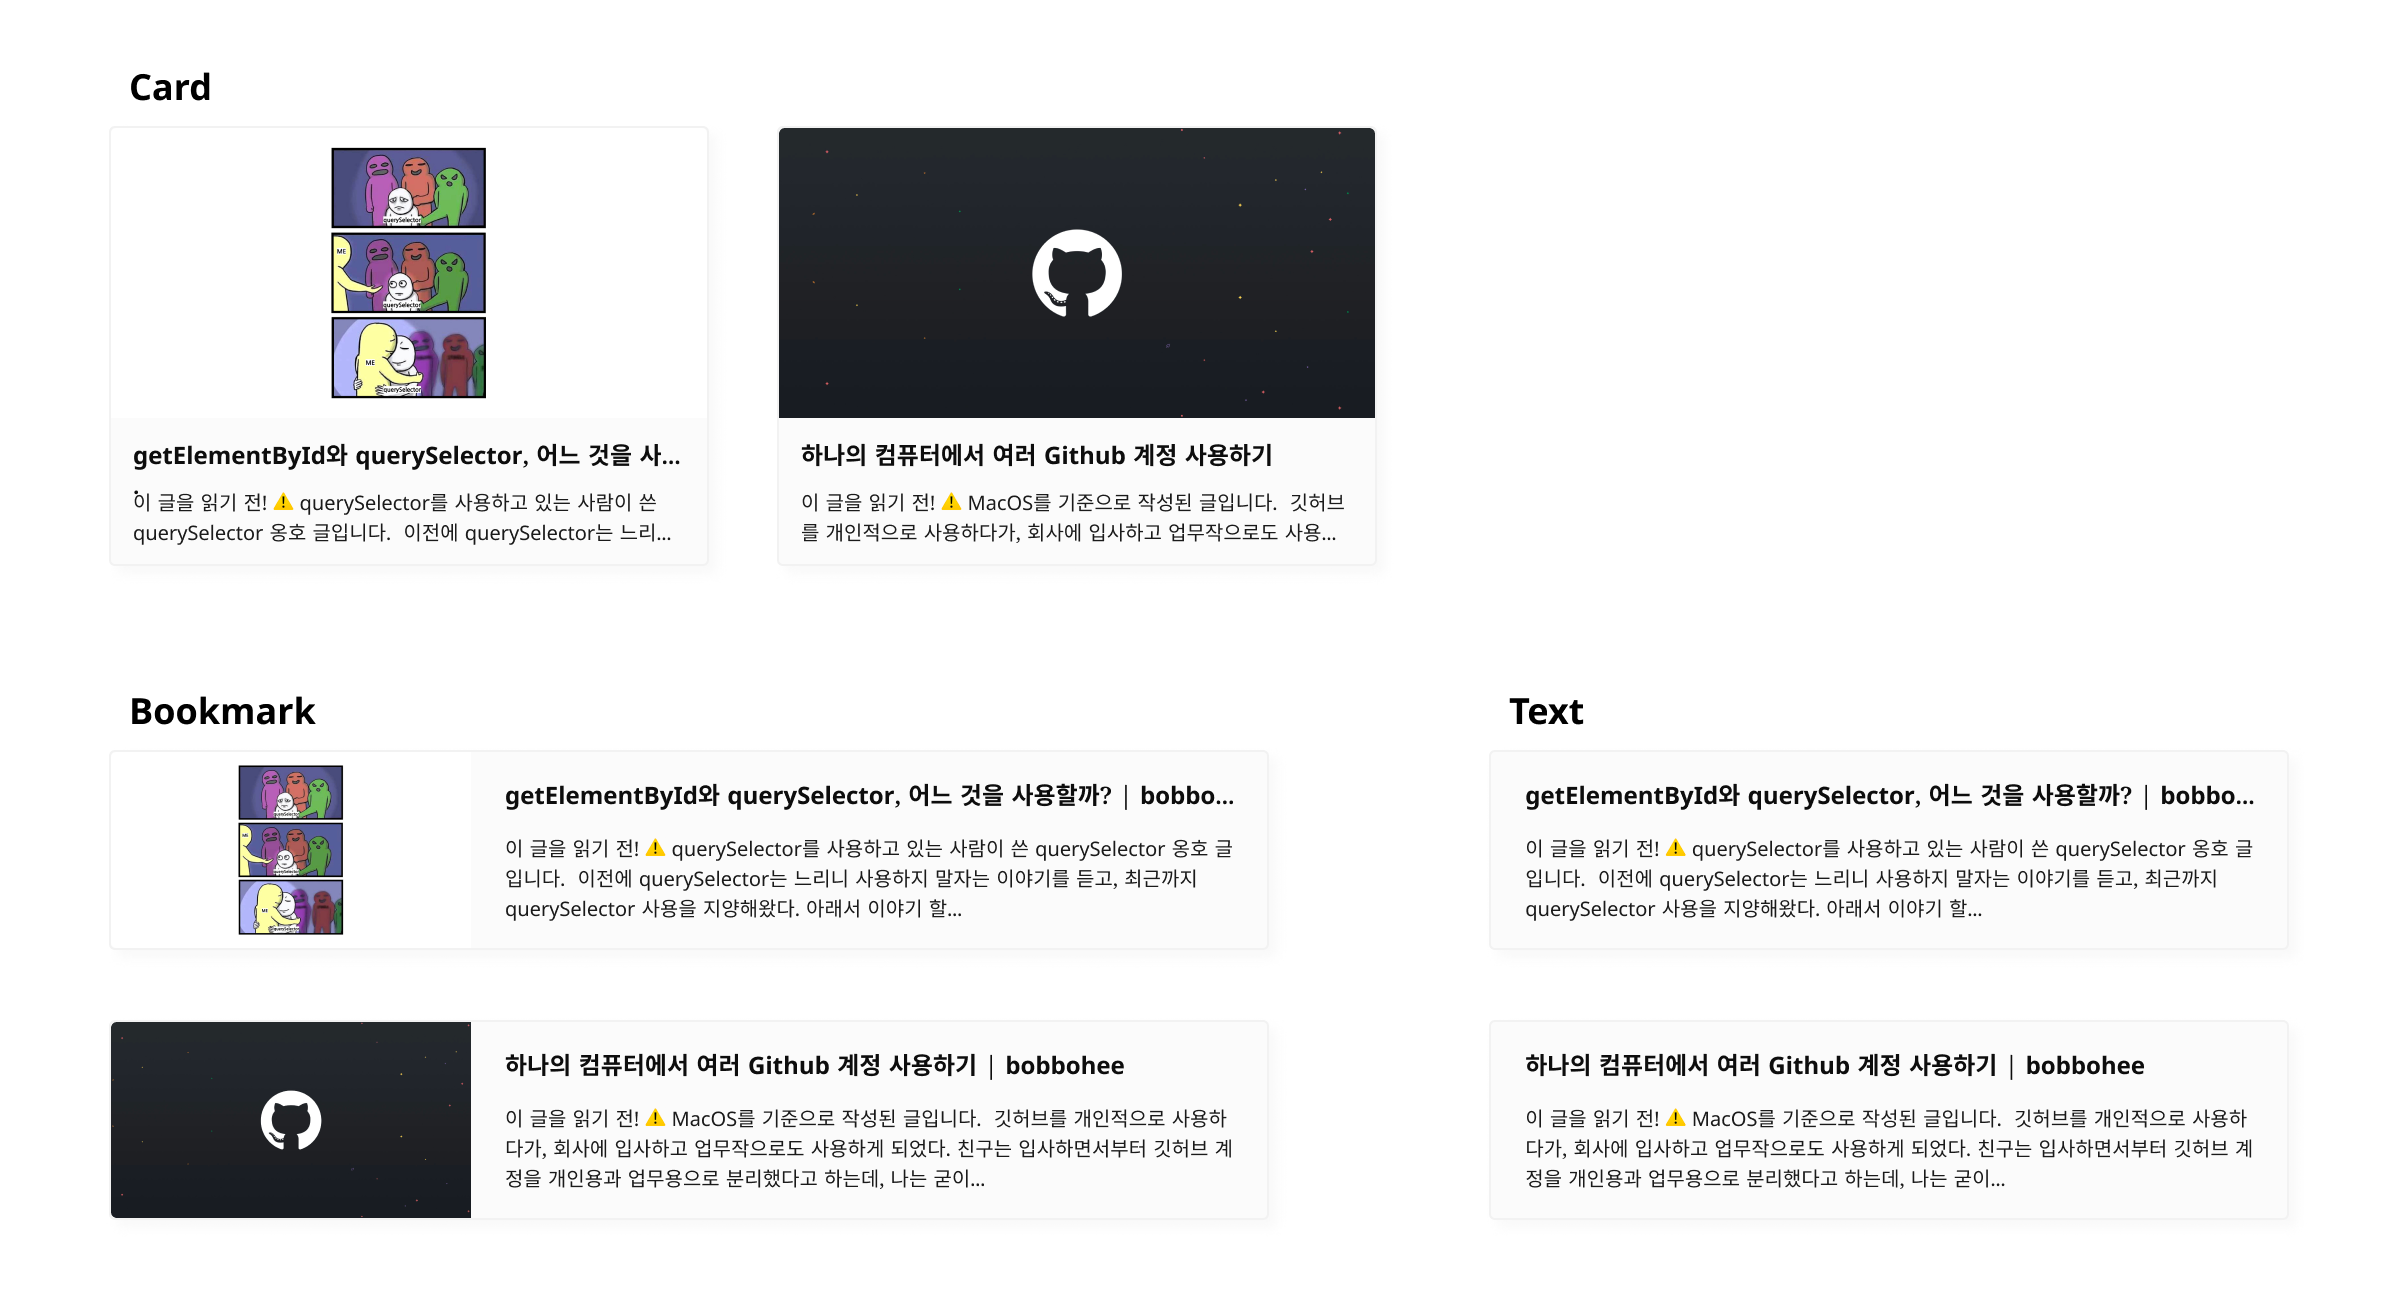 Card
querySelector
ME
querySelector
ME
querySelector
getElementById와 querySelector, 어느 것을 사...
이 글을 읽기 전! ⚠ querySelector를 사용하고 있는 사람이 쓴
querySelector 옹호 글입니다. 이전에 querySelector는 느리...
하나의 컴퓨터에서 여러 Github 계정 사용하기
이 글을 읽기 전! ⚠ MacOS를 기준으로 작성된 글입니다. 깃허브
를 개인적으로 사용하다가, 회사에 입사하고 업무작으로도 사용...
Bookmark
querySelector
ME
querySelector
ME
querySelector
getElementById와 querySelector, 어느 것을 사용할까? | bobbo...
이 글을 읽기 전! ⚠ querySelector를 사용하고 있는 사람이 쓴 querySelector 옹호 글
입니다. 이전에 querySelector는 느리니 사용하지 말자는 이야기를 듣고, 최근까지
querySelector 사용을 지양해왔다. 아래서 이야기 할...
하나의 컴퓨터에서 여러 Github 계정 사용하기 | bobbohee
이 글을 읽기 전! ⚠ MacOS를 기준으로 작성된 글입니다. 깃허브를 개인적으로 사용하
다가, 회사에 입사하고 업무작으로도 사용하게 되었다. 친구는 입사하면서부터 깃허브 계
정을 개인용과 업무용으로 분리했다고 하는데, 나는 굳이...
Text
getElementById와 querySelector, 어느 것을 사용할까? | bobbo...
이 글을 읽기 전! ⚠ querySelector를 사용하고 있는 사람이 쓴 querySelector 옹호 글
입니다. 이전에 querySelector는 느리니 사용하지 말자는 이야기를 듣고, 최근까지
querySelector 사용을 지양해왔다. 아래서 이야기 할...
하나의 컴퓨터에서 여러 Github 계정 사용하기 | bobbohee
이 글을 읽기 전! ⚠ MacOS를 기준으로 작성된 글입니다. 깃허브를 개인적으로 사용하
다가, 회사에 입사하고 업무작으로도 사용하게 되었다. 친구는 입사하면서부터 깃허브 계
정을 개인용과 업무용으로 분리했다고 하는데, 나는 굳이...